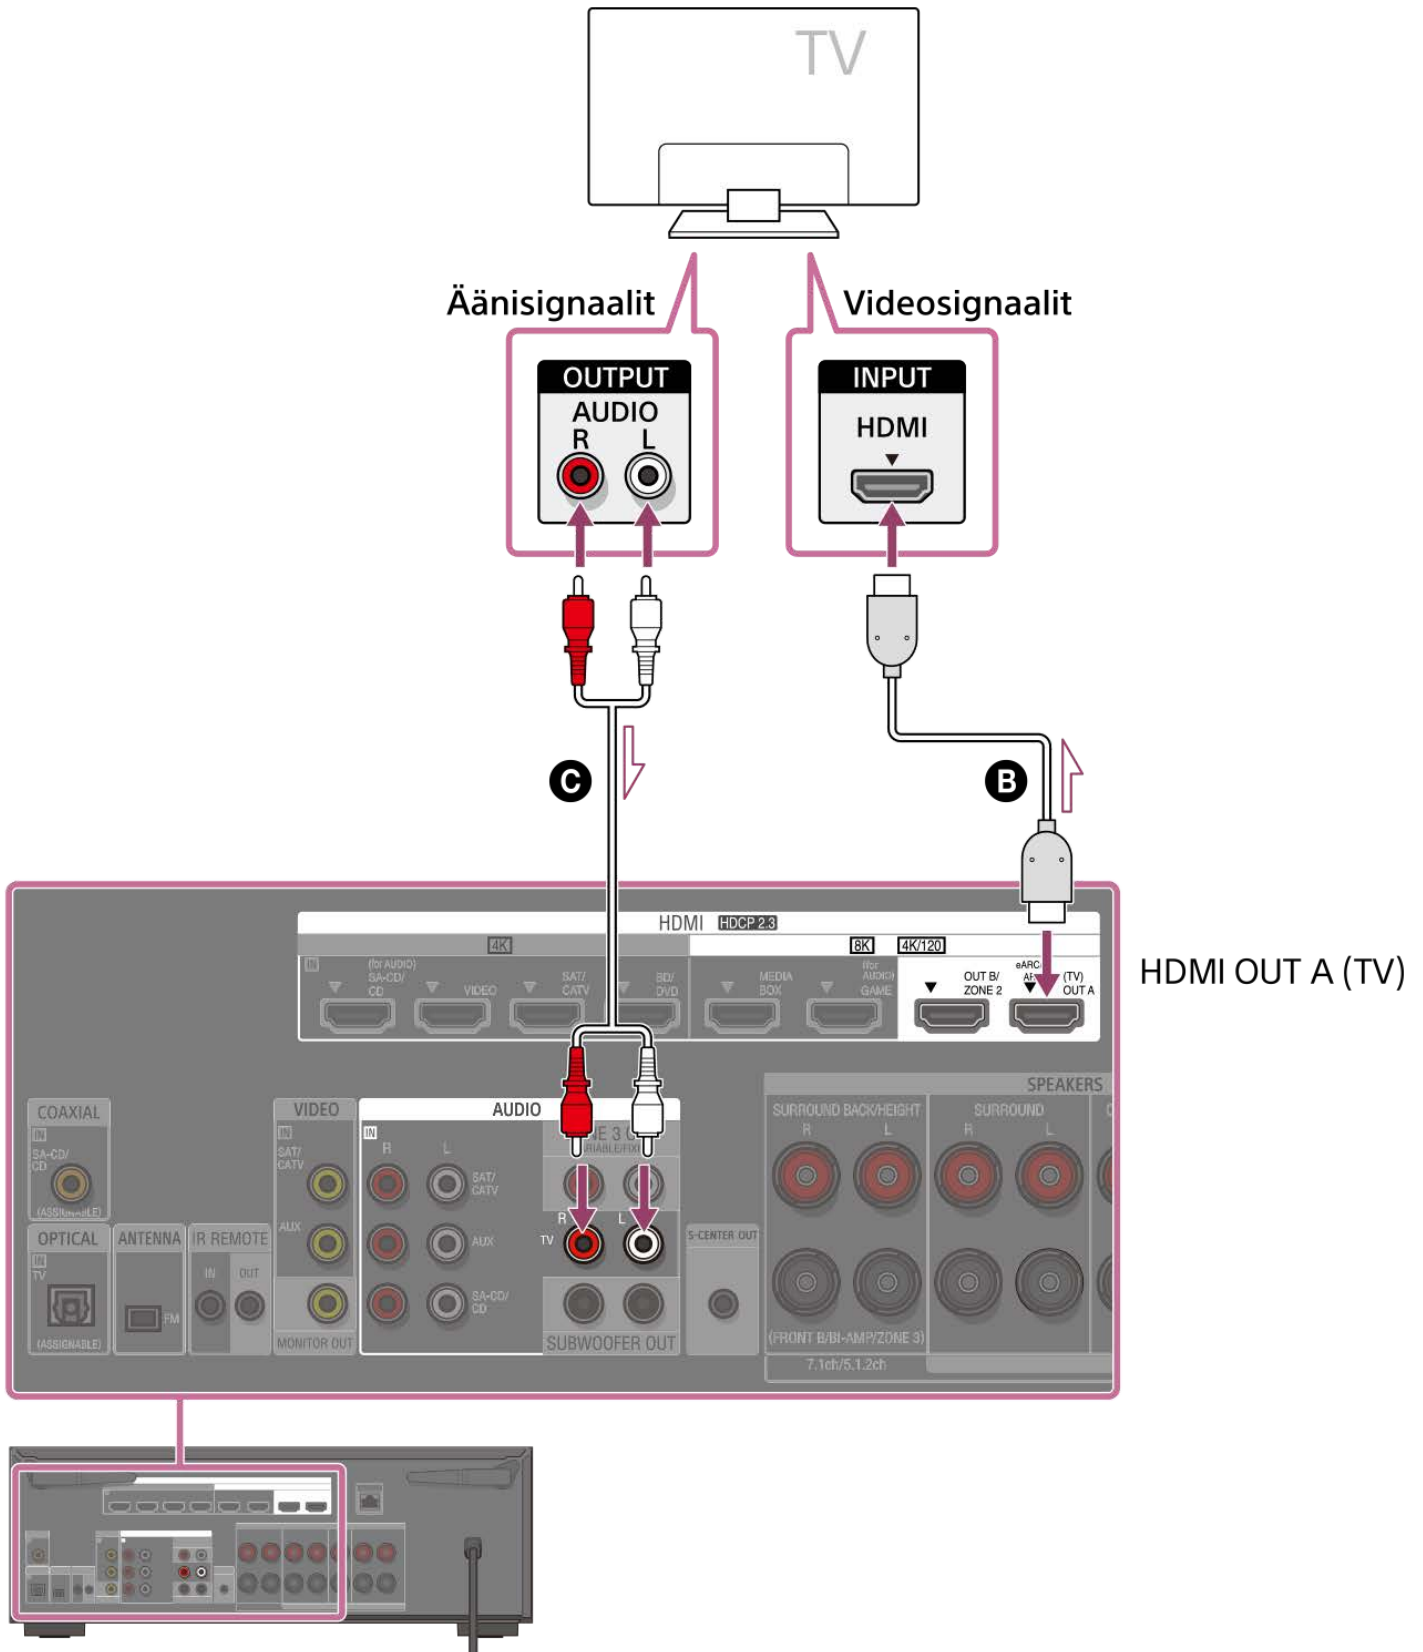 TV
Äänisignaalit
Videosignaalit
OUTPUT
AUDIO
R L
INPUT
HDMI
C
B
HDMI HDCP 2.3
4K
8K 4K/120
IN
(for AUDIO)
SA-CD/
CD
VIDEO
SAT/
CATV
BD/
DVD
MEDIA
BOX
(for
AUDIO)
GAME
OUT B/
ZONE 2
(TV)
OUT A
HDMI OUT A (TV)
SPEAKERS
SURROUND BACK/HEIGHT
R L
SURROUND
R L
(FRONT B/BI-AMP/ZONE 3)
7.1ch/5.1.2ch
COAXIAL
IN
SA-CD/
CD
(ASSIGNABLE)
OPTICAL
IN
TV
(ASSIGNABLE)
ANTENNA
FM
IR REMOTE
IN OUT
VIDEO
IN
SAT/
CATV
AUX
MONITOR OUT
AUDIO
IN
R L
SAT/
CATV
AUX
SA-CD/
CD
R L
TV
SUBWOOFER OUT
S-CENTER OUT